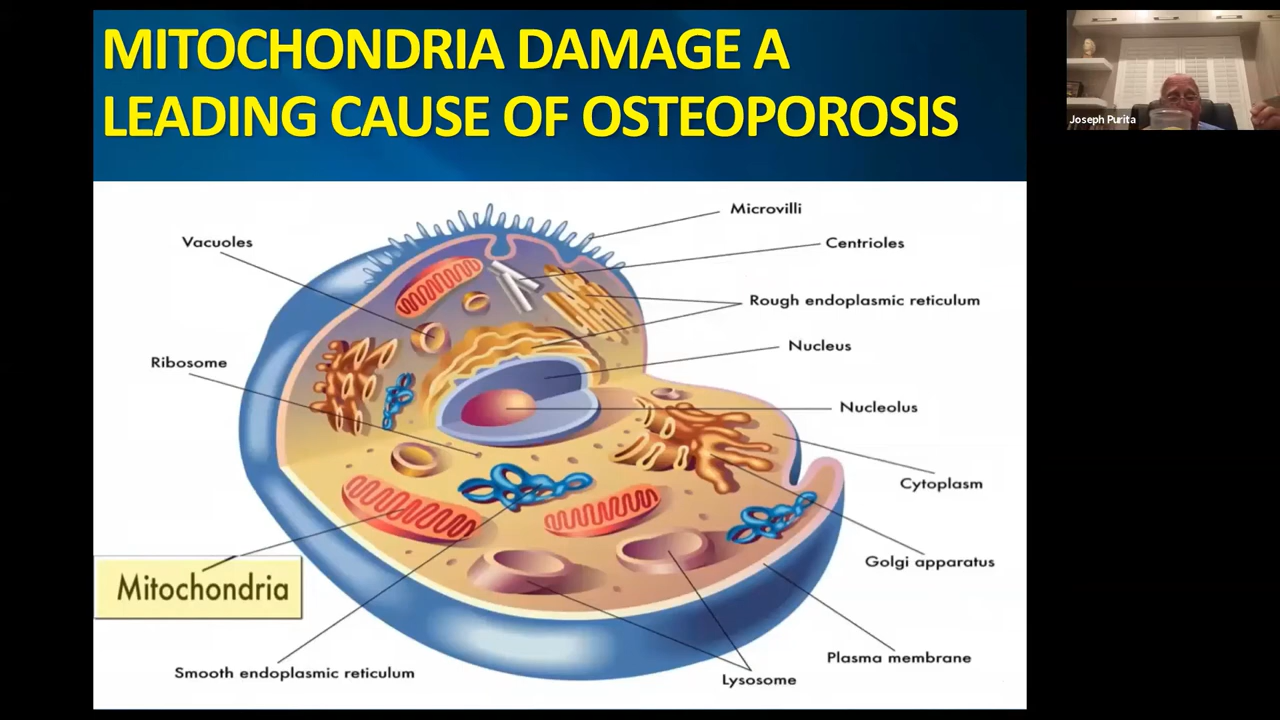 MITOCHONDRIA DAMAGE A
LEADING CAUSE OF OSTEOPOROSIS
Joseph Purita
Microvilli
Vacuoles
Centrioles
Rough endoplasmic reticulum
Nucleus
Ribosome
Nucleolus
Cytoplasm
Golgi apparatus
Mitochondria
Plasma membrane
Smooth endoplasmic reticulum
Lysosome